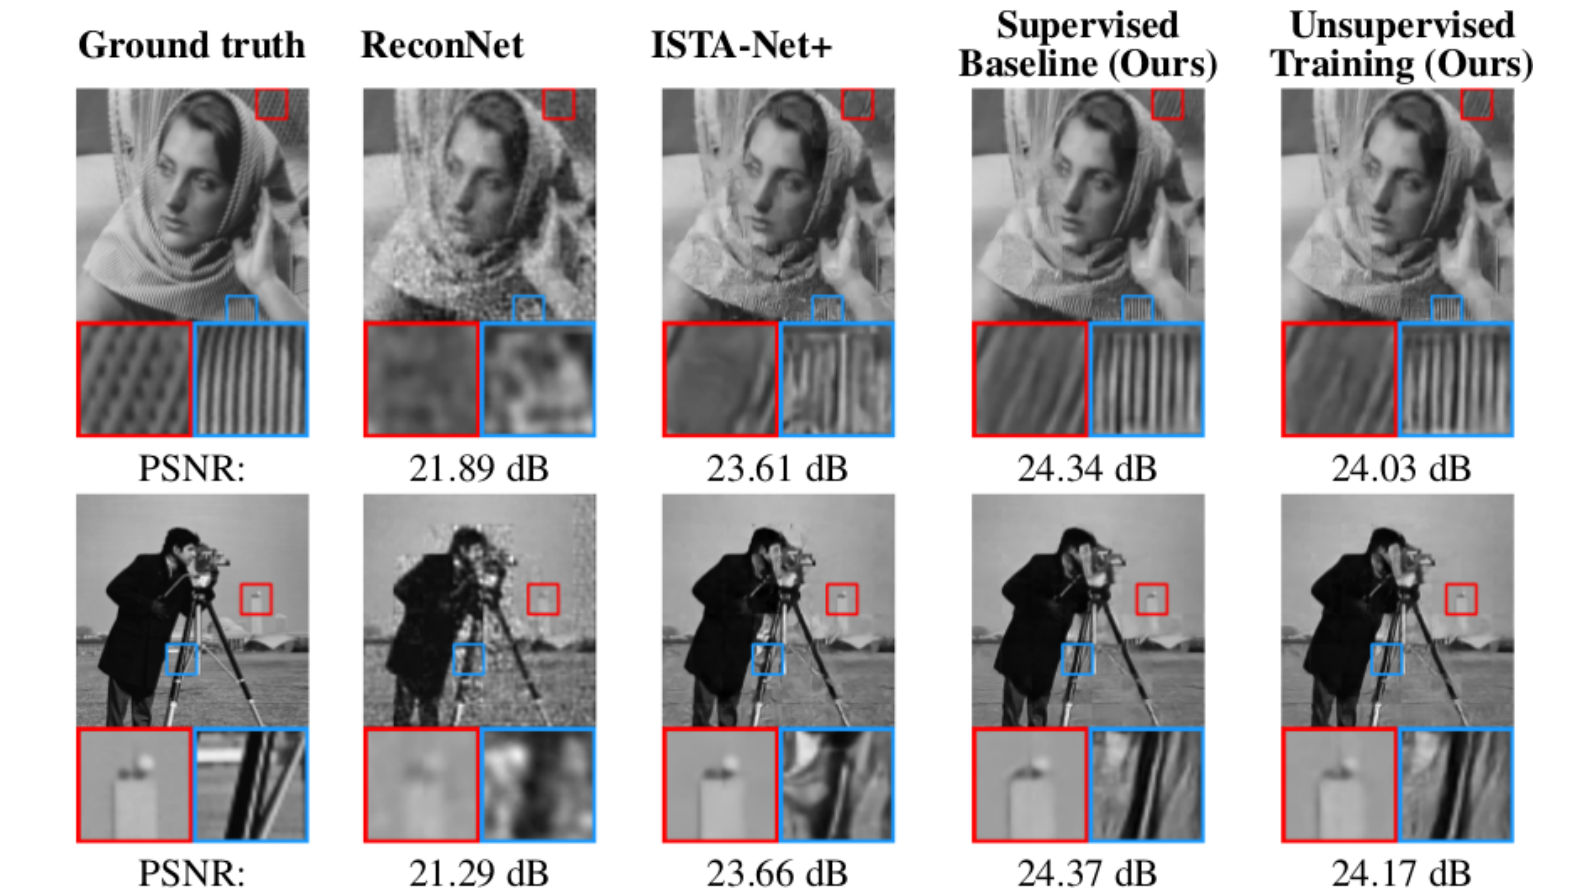 Ground truth
ReconNet
ISTA-Net+
Supervised
Baseline (Ours)
Unsupervised
Training (Ours)
PSNR:
21.89 dB
23.61 dB
24.34 dB
24.03 dB
PSNR:
21.29 dB
23.66 dB
24.37 dB
24.17 dB